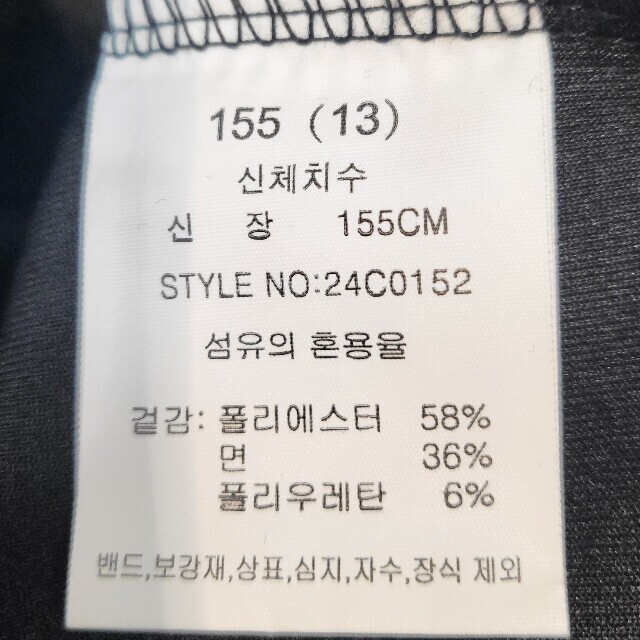 155 (13)
신체치수
신 장 155CM
STYLE NO:24C0152
섬유의 혼용율
겉감: 폴리에스터 58%
면 36%
폴리우레탄 6%
밴드,보강재,상표,심지,자수,장식 제외